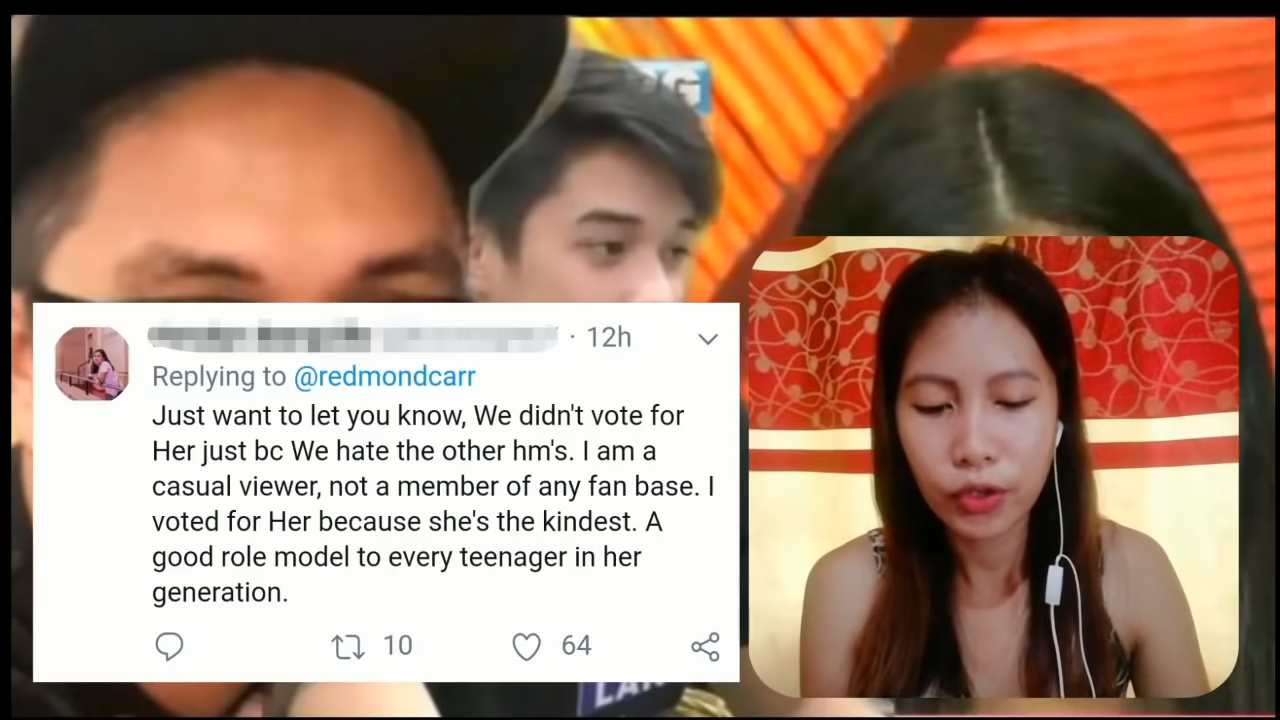 G
· 12h
Replying to @redmondcarr
Just want to let you know, We didn't vote for
Her just bc We hate the other hm's. I am a
casual viewer, not a member of any fan base. I
voted for Her because she's the kindest. A
good role model to every teenager in her
generation.
10 64